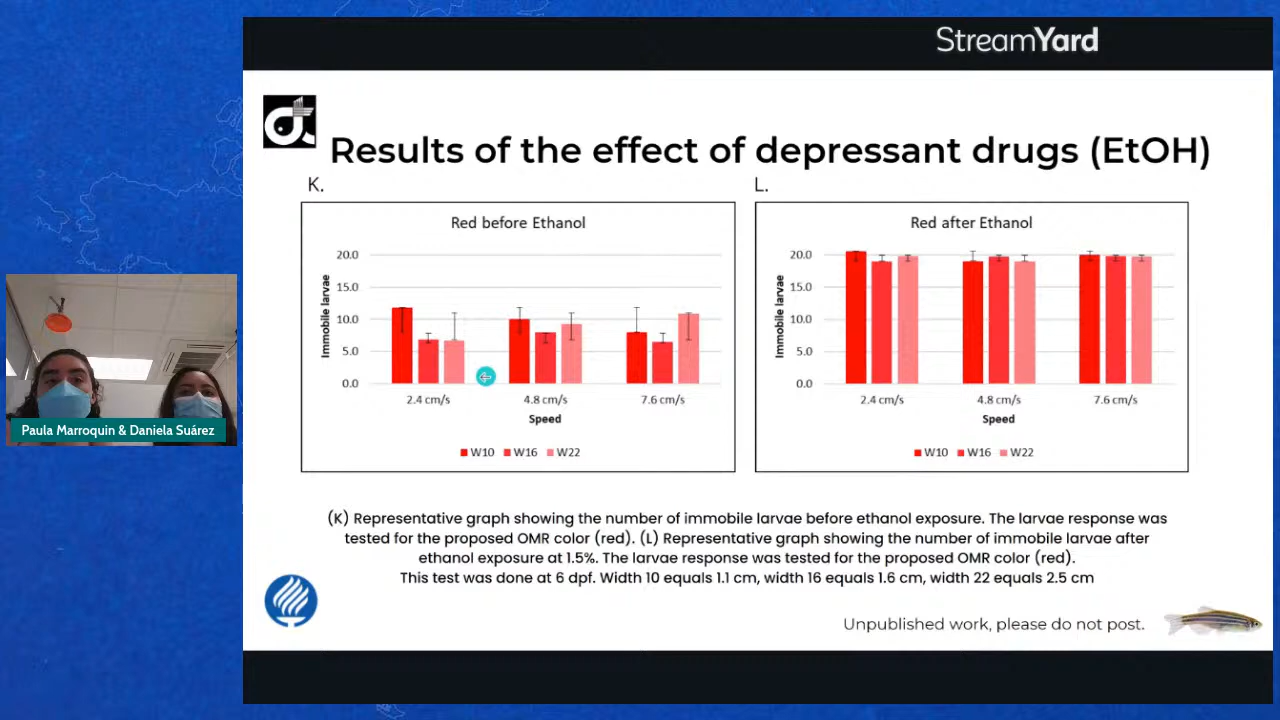 StreamYard
Results of the effect of depressant drugs (EtOH)
K.
Red before Ethanol
20.0
15.0
10.0
5.0
0.0
Immobile larvae
2.4 cm/s 4.8 cm/s 7.6 cm/s
Speed
W10 W16 W22
L.
Red after Ethanol
20.0
15.0
10.0
5.0
0.0
Immobile larvae
2.4 cm/s 4.8 cm/s 7.6 cm/s
Speed
W10 W16 W22
Paula Marroquin & Daniela Suárez
(K) Representative graph showing the number of immobile larvae before ethanol exposure. The larvae response was
tested for the proposed OMR color (red). (L) Representative graph showing the number of immobile larvae after
ethanol exposure at 1.5%. The larvae response was tested for the proposed OMR color (red).
This test was done at 6 dpf. Width 10 equals 1.1 cm, width 16 equals 1.6 cm, width 22 equals 2.5 cm
Unpublished work, please do not post.